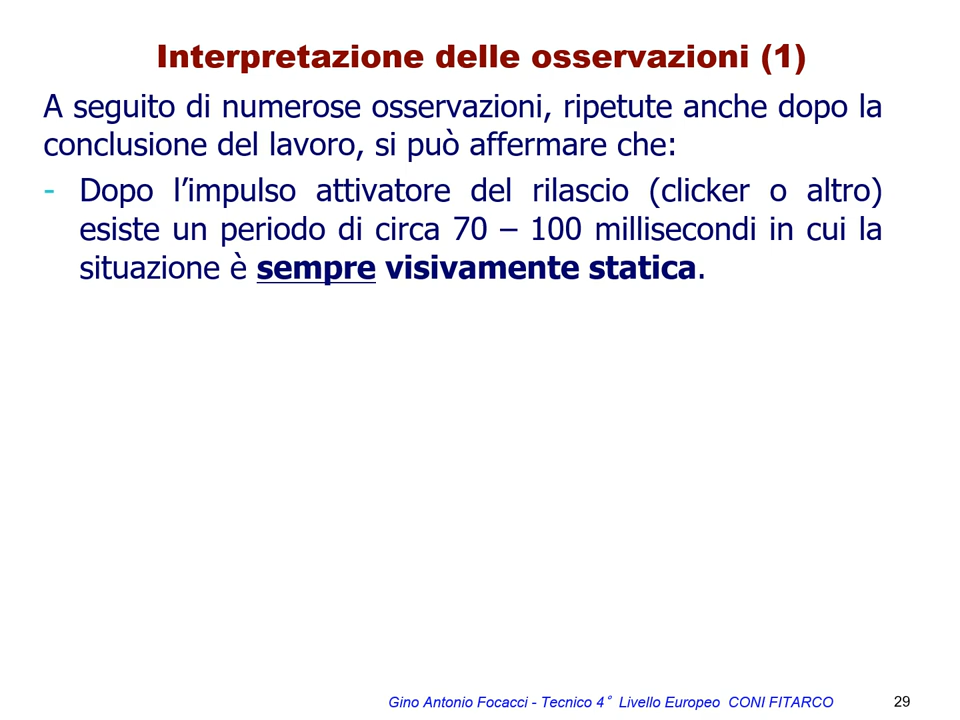 Interpretazione delle osservazioni (1)
A seguito di numerose osservazioni, ripetute anche dopo la
conclusione del lavoro, si può affermare che:
- Dopo l’impulso attivatore del rilascio (clicker o altro)
esiste un periodo di circa 70 – 100 millisecondi in cui la
situazione è sempre visivamente statica.
Gino Antonio Focacci - Tecnico 4° Livello Europeo CONI FITARCO
29